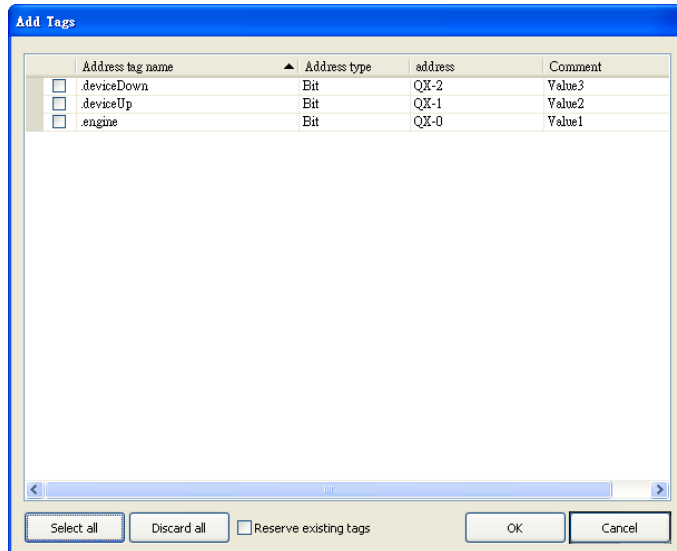 Add Tags
Address tag name Address type address Comment
.deviceDown Bit QX-2 Value3
.deviceUp Bit QX-1 Value2
.engine Bit QX-0 Value1
Select all Discard all Reserve existing tags OK Cancel